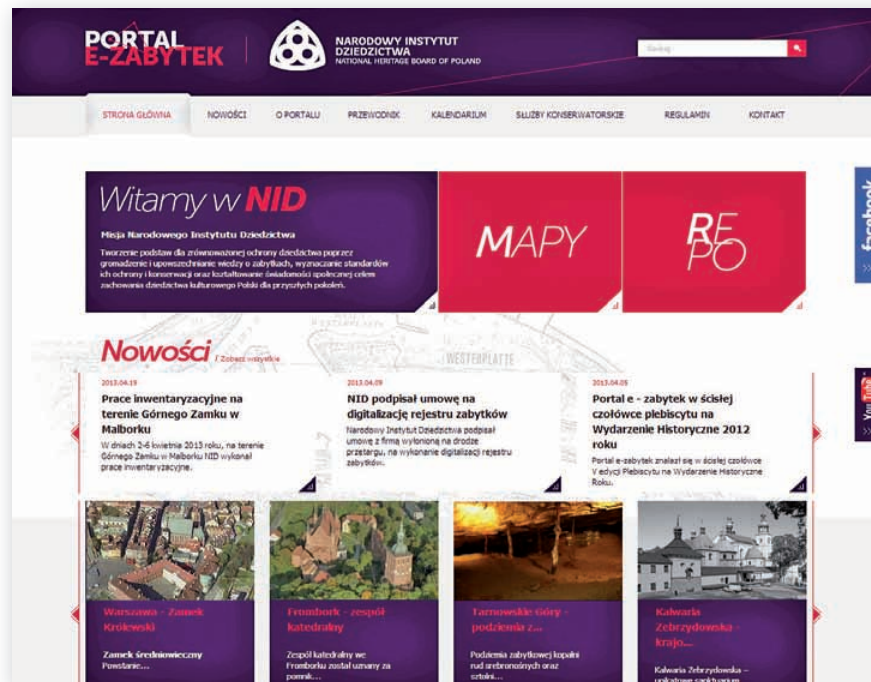 PORTAL
E-ZABYTEK
NARODOWY INSTYTUT
DZIEDZICTWA
NATIONAL HERITAGE BOARD OF POLAND
Szukaj
STRONA GŁÓWNA NOWOŚCI O PORTALU PRZEWODNIK KALENDARIUM SŁUŻBY KONSERWATORSKIE REGULAMIN KONTAKT
Witamy w NID
Misja Narodowego Instytutu Dziedzictwa
Tworzenie podstaw dla zrównoważonej ochrony dziedzictwa poprzez
gromadzenie i upowszechnianie wiedzy o zabytkach, wyznaczanie standardów
ich ochrony i konserwacji oraz kształtowanie świadomości społecznej celem
zachowania dziedzictwa kulturowego Polski dla przyszłych pokoleń.
MAPY
RE
PO
facebook
Nowości / Zobacz wszystkie
WESTERPLATTE
2013.04.19
Prace inwentaryzacyjne na
terenie Górnego Zamku w
Malborku
W dniach 2-6 kwietnia 2013 roku, na terenie
Górnego Zamku w Malborku NID wykonał
prace inwentaryzacyjne.
2013.04.09
NID podpisał umowę na
digitalizację rejestru zabytków
Narodowy Instytut Dziedzictwa podpisał
umowę z firmą wyłonioną na drodze
przetargu, na wykonanie digitalizacji rejestru
zabytków.
2013.04.05
Portal e - zabytek w ścisłej
czołówce plebiscytu na
Wydarzenie Historyczne 2012
roku
Portal e-zabytek znalazł się w ścisłej czołówce
V edycji Plebiscytu na Wydarzenie Historyczne
Roku.
You Tube
Warszawa - Zamek
Królewski
Zamek średniowieczny
Powstanie...
Frombork - zespół
katedralny
Zespół katedralny we
Fromborku został uznany za
pomnik...
Tarnowskie Góry -
podziemia z...
Podziemia zabytkowej kopalni
rud srebronośnych oraz
sztolni...
Kalwaria
Zebrzydowska -
krajo...
Kalwaria Zebrzydowska –
unikatowe sanktuarium